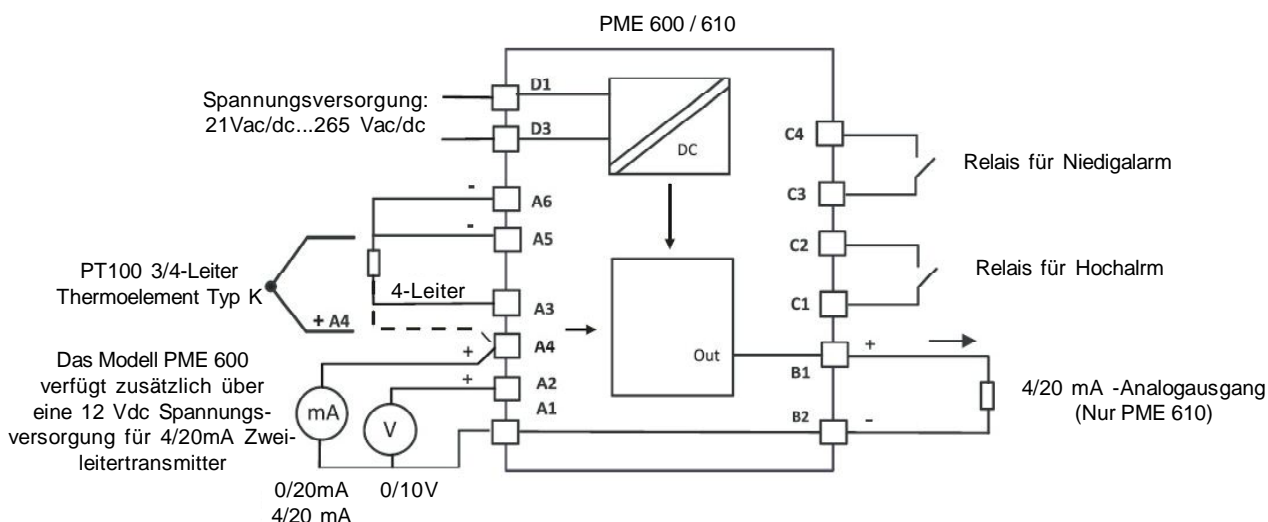 PME 600 / 610
Spannungsversorgung:
21Vac/dc...265 Vac/dc
D1
D3
DC
C4
C3
Relais für Niedigalarm
-
A6
-
A5
C2
C1
Relais für Hochalrm
PT100 3/4-Leiter
Thermoelement Typ K
+ A4
4-Leiter
A3
+
A4
Out
+
B1
Das Modell PME 600
verfügt zusätzlich über
eine 12 Vdc Spannungs-
versorgung für 4/20mA Zwei-
leitertransmitter
mA
V
+
A2
A1
B2
-
4/20 mA -Analogausgang
(Nur PME 610)
0/20mA
4/20 mA
0/10V